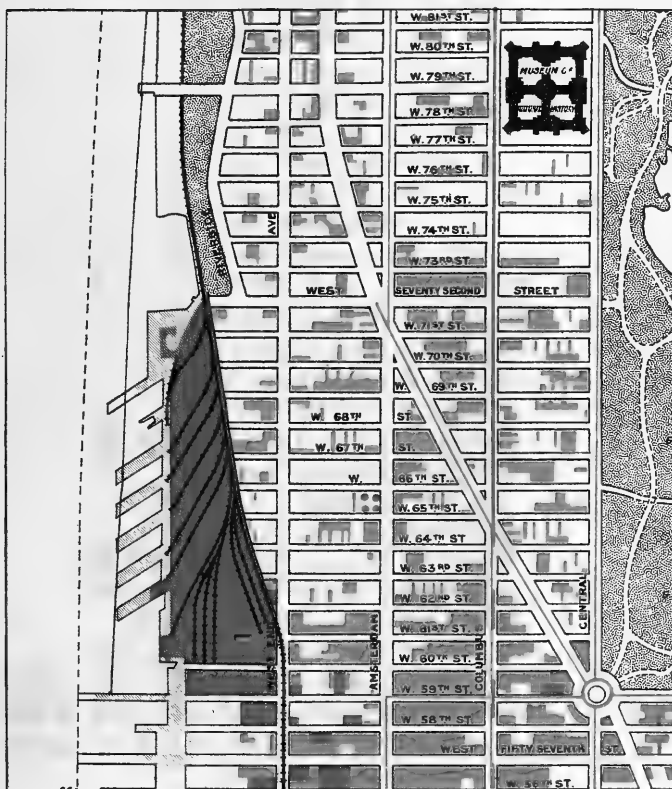 W. 81ST ST.
W. 80TH ST.
MUSEUM OF
W. 79TH ST.
W. 78TH ST.
W. 77TH ST.
W. 76TH ST.
W. 75TH ST.
RIVERSIDE
AVE
W. 74TH ST.
W. 73RD ST.
WEST SEVENTY SECOND STREET
W. 71ST ST.
W. 70TH ST.
W. 69TH ST.
W. 68TH ST.
W. 67TH ST.
W. 66TH ST.
W. 65TH ST.
W. 64TH ST
W. 63RD ST.
CENTRAL
W. 62ND ST.
W. 61ST ST.
WEST END
AMSTERDAM
COLUMBUS
W. 60TH ST.
W. 59TH ST.
W. 58TH ST.
WEST FIFTY SEVENTH ST.
W. 56TH ST.